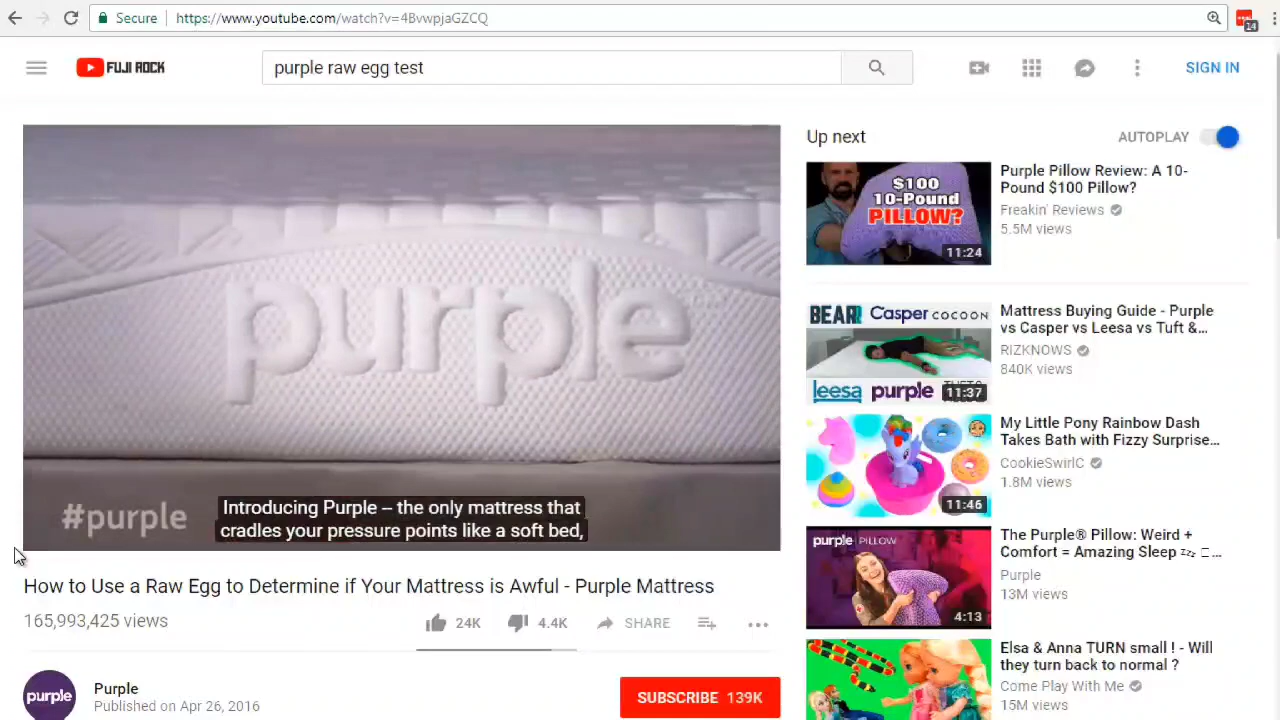 Secure https://www.youtube.com/watch?v=4BvwpjaGZCQ
14
FUJI ROCK
purple raw egg test
SIGN IN
purple
#purple
Introducing Purple – the only mattress that
cradles your pressure points like a soft bed,
How to Use a Raw Egg to Determine if Your Mattress is Awful - Purple Mattress
165,993,425 views
24K 4.4K SHARE
purple
Purple
Published on Apr 26, 2016
SUBSCRIBE 139K
Up next
AUTOPLAY
$100
10-Pound
PILLOW?
11:24
Purple Pillow Review: A 10-
Pound $100 Pillow?
Freakin' Reviews
5.5M views
BEAR Casper COCOON
leesa purple
11:37
Mattress Buying Guide - Purple
vs Casper vs Leesa vs Tuft &...
RIZKNOWS
840K views
11:46
My Little Pony Rainbow Dash
Takes Bath with Fizzy Surprise...
CookieSwirlC
1.8M views
purple PILLOW
4:13
The Purple® Pillow: Weird +
Comfort = Amazing Sleep ...
Purple
13M views
Elsa & Anna TURN small ! - Will
they turn back to normal ?
Come Play With Me
15M views